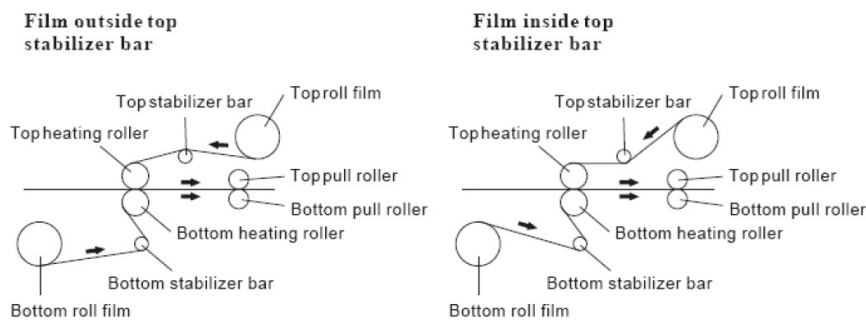 Film outside top
stabilizer bar
Top stabilizer bar
Top roll film
Top heating roller
Top pull roller
Bottom pull roller
Bottom heating roller
Bottom stabilizer bar
Bottom roll film
Film inside top
stabilizer bar
Top stabilizer bar
Top roll film
Top heating roller
Top pull roller
Bottom pull roller
Bottom heating roller
Bottom stabilizer bar
Bottom roll film